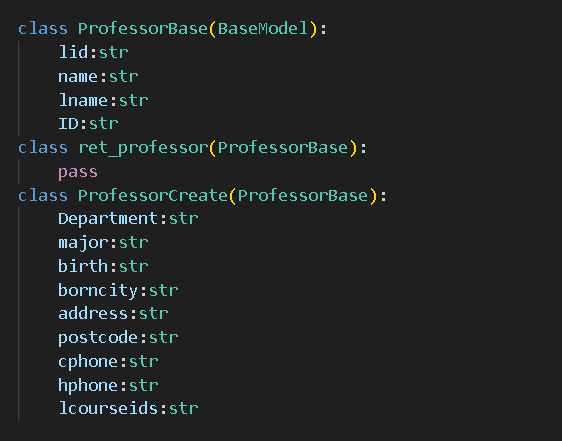 class ProfessorBase(BaseModel):
    lid:str
    name:str
    lname:str
    ID:str
class ret_professor(ProfessorBase):
    pass
class ProfessorCreate(ProfessorBase):
    Department:str
    major:str
    birth:str
    borncity:str
    address:str
    postcode:str
    cphone:str
    hphone:str
    lcourseids:str